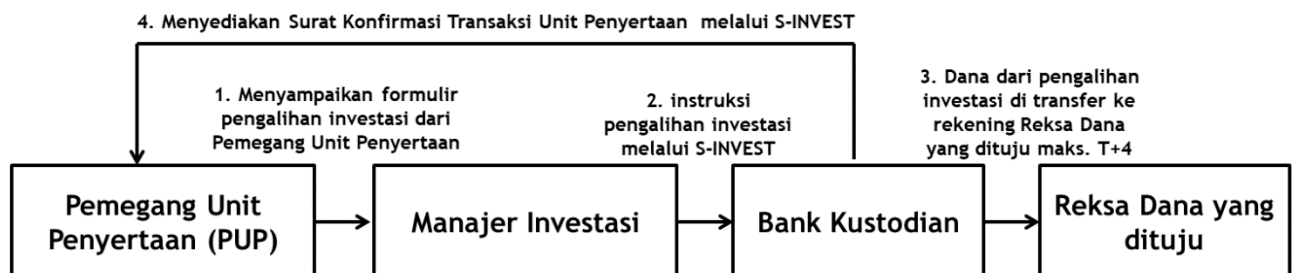 4. Menyediakan Surat Konfirmasi Transaksi Unit Penyertaan melalui S-INVEST
1. Menyampaikan formulir
pengalihan investasi dari
Pemegang Unit Penyertaan
2. instruksi
pengalihan investasi
melalui S-INVEST
3. Dana dari pengalihan
investasi di transfer ke
rekening Reksa Dana
yang dituju maks. T+4
Pemegang Unit
Penyertaan (PUP)
Manajer Investasi
Bank Kustodian
Reksa Dana yang
dituju